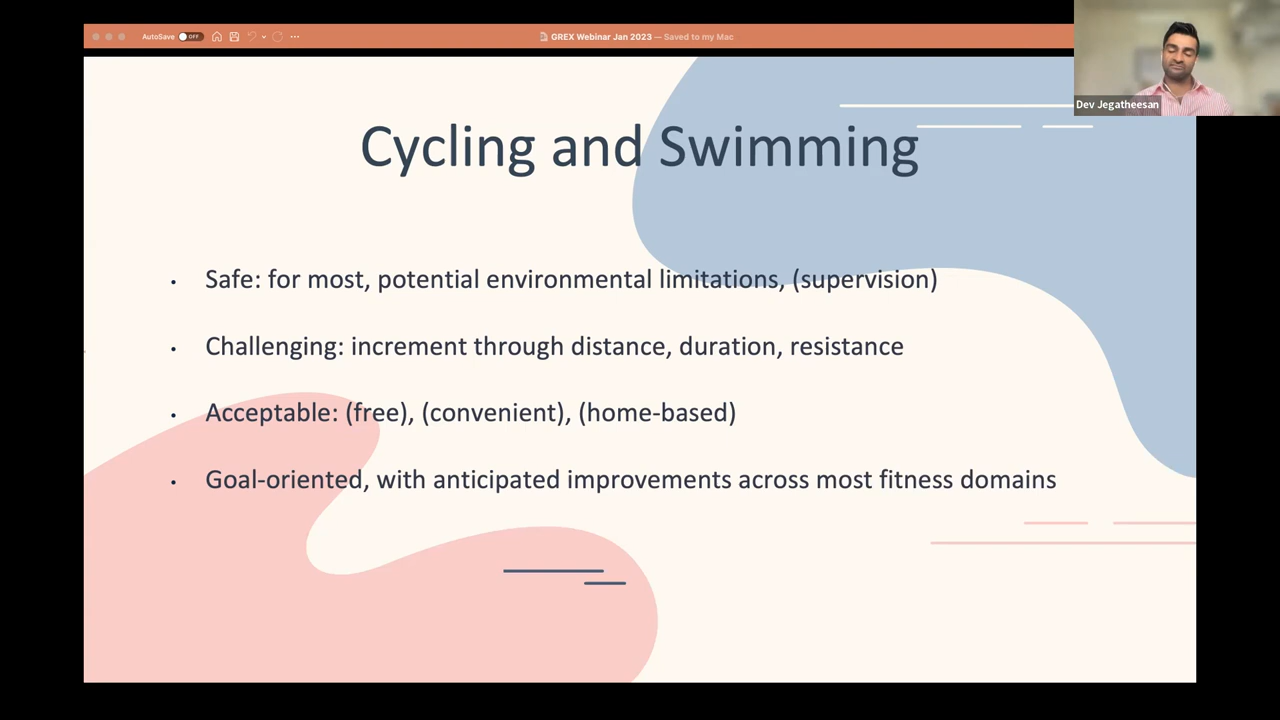 AutoSave OFF
GREX Webinar Jan 2023 — Saved to my Mac
Dev Jegatheesan
Cycling and Swimming
• Safe: for most, potential environmental limitations, (supervision)
• Challenging: increment through distance, duration, resistance
• Acceptable: (free), (convenient), (home-based)
• Goal-oriented, with anticipated improvements across most fitness domains